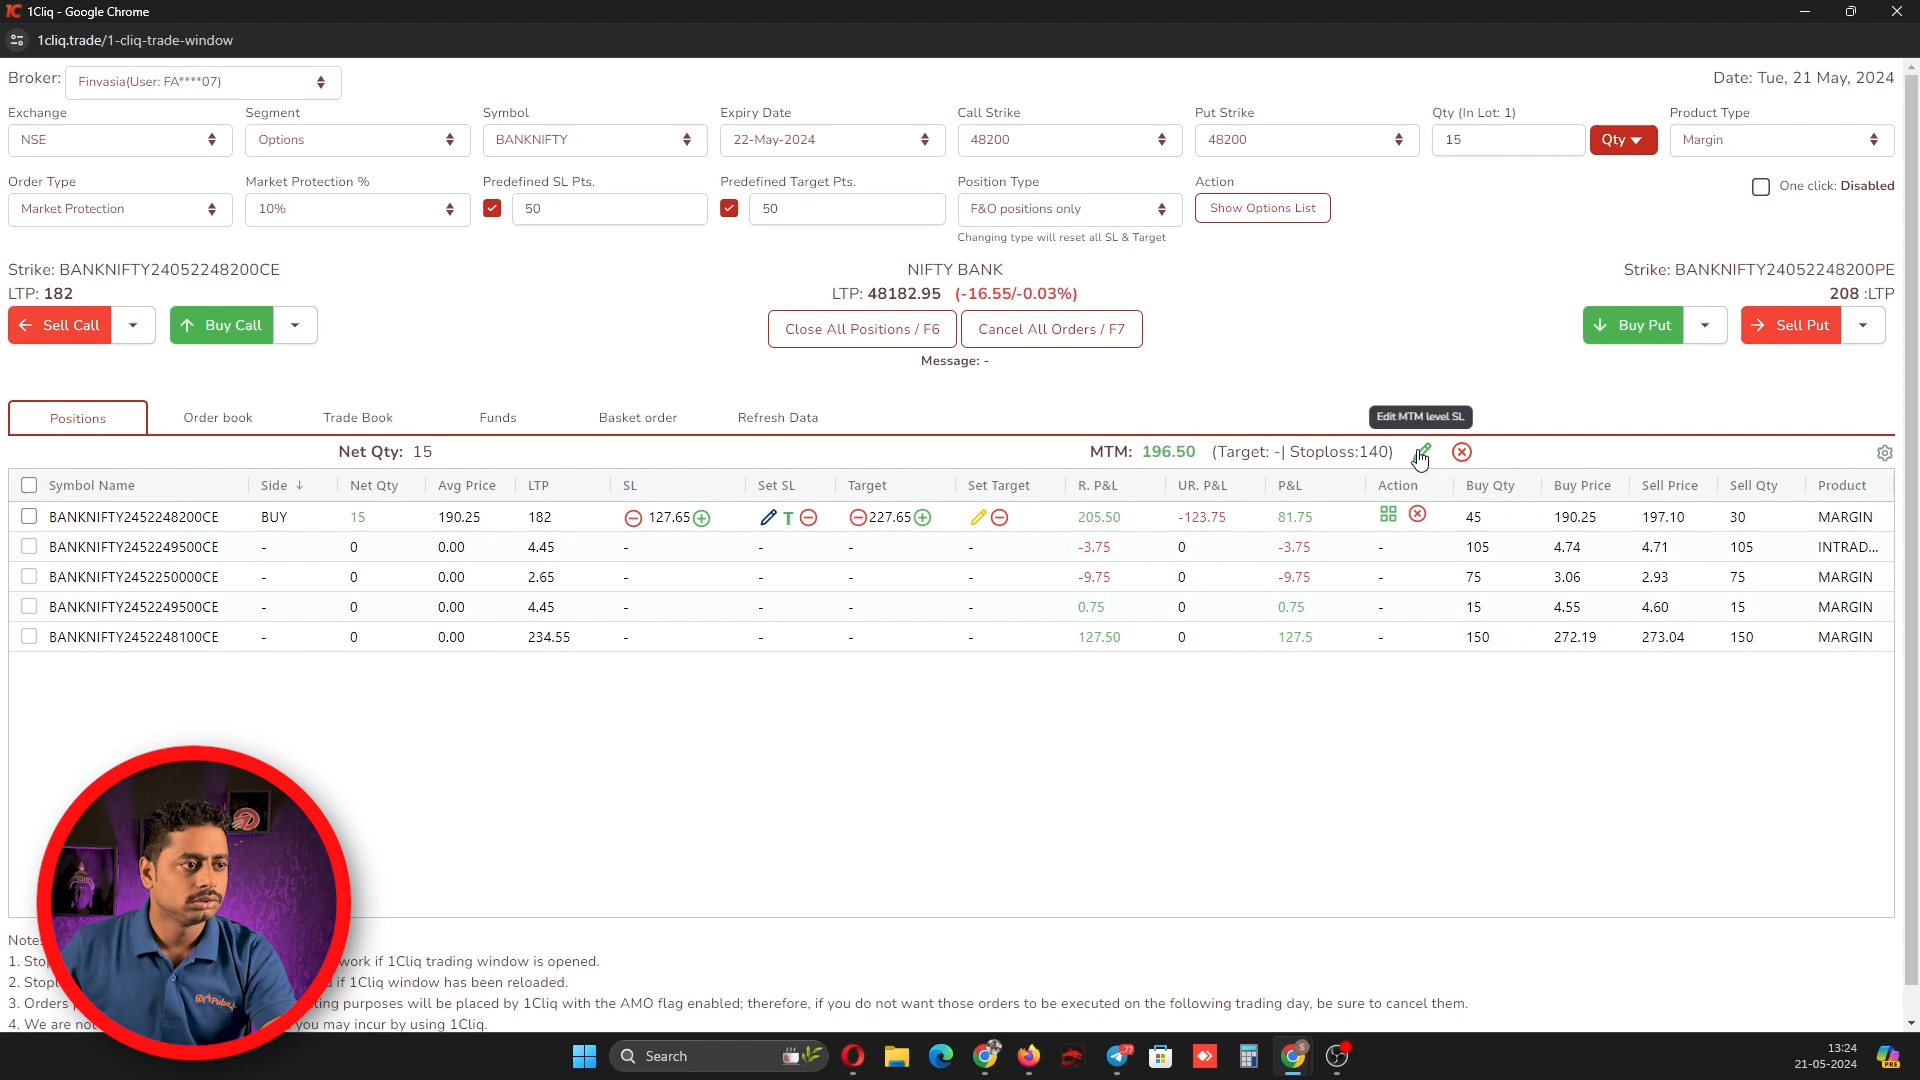 1Cliq - Google Chrome
1cliq.trade/1-cliq-trade-window
Broker: Finvasia(User: FA****07)
Date: Tue, 21 May, 2024
Exchange Segment Symbol Expiry Date Call Strike Put Strike Qty (In Lot: 1) Product Type
NSE Options BANKNIFTY 22-May-2024 48200 48200 15 Qty Margin
Order Type Market Protection % Predefined SL Pts. Predefined Target Pts. Position Type Action
One click: Disabled
Market Protection 10% 50 50 F&O positions only Show Options List
Changing type will reset all SL & Target
Strike: BANKNIFTY24052248200CE NIFTY BANK Strike: BANKNIFTY24052248200PE
LTP: 182 LTP: 48182.95 (-16.55/-0.03%) 208 :LTP
Sell Call Buy Call Close All Positions / F6 Cancel All Orders / F7 Buy Put Sell Put
Message: -
Positions Order book Trade Book Funds Basket order Refresh Data
Edit MTM level SL
Net Qty: 15 MTM: 196.50 (Target: -| Stoploss:140)
Symbol Name Side Net Qty Avg Price LTP SL Set SL Target Set Target R. P&L UR. P&L P&L Action Buy Qty Buy Price Sell Price Sell Qty Product
BANKNIFTY2452248200CE BUY 15 190.25 182 127.65 T 227.65 205.50 -123.75 81.75 45 190.25 197.10 30 MARGIN
BANKNIFTY2452249500CE - 0 0.00 4.45 - - - - -3.75 0 -3.75 - 105 4.74 4.71 105 INTRAD...
BANKNIFTY2452250000CE - 0 0.00 2.65 - - - - -9.75 0 -9.75 - 75 3.06 2.93 75 MARGIN
BANKNIFTY2452249500CE - 0 0.00 4.45 - - - - 0.75 0 0.75 - 15 4.55 4.60 15 MARGIN
BANKNIFTY2452248100CE - 0 0.00 234.55 - - - - 127.50 0 127.5 - 150 272.19 273.04 150 MARGIN
1. work if 1Cliq trading window is opened.
2. if 1Cliq window has been reloaded.
3. Orders purposes will be placed by 1Cliq with the AMO flag enabled; therefore, if you do not want those orders to be executed on the following trading day, be sure to cancel them.
4. We are you may incur by using 1Cliq.
Search
77
13:24
21-05-2024
PRE